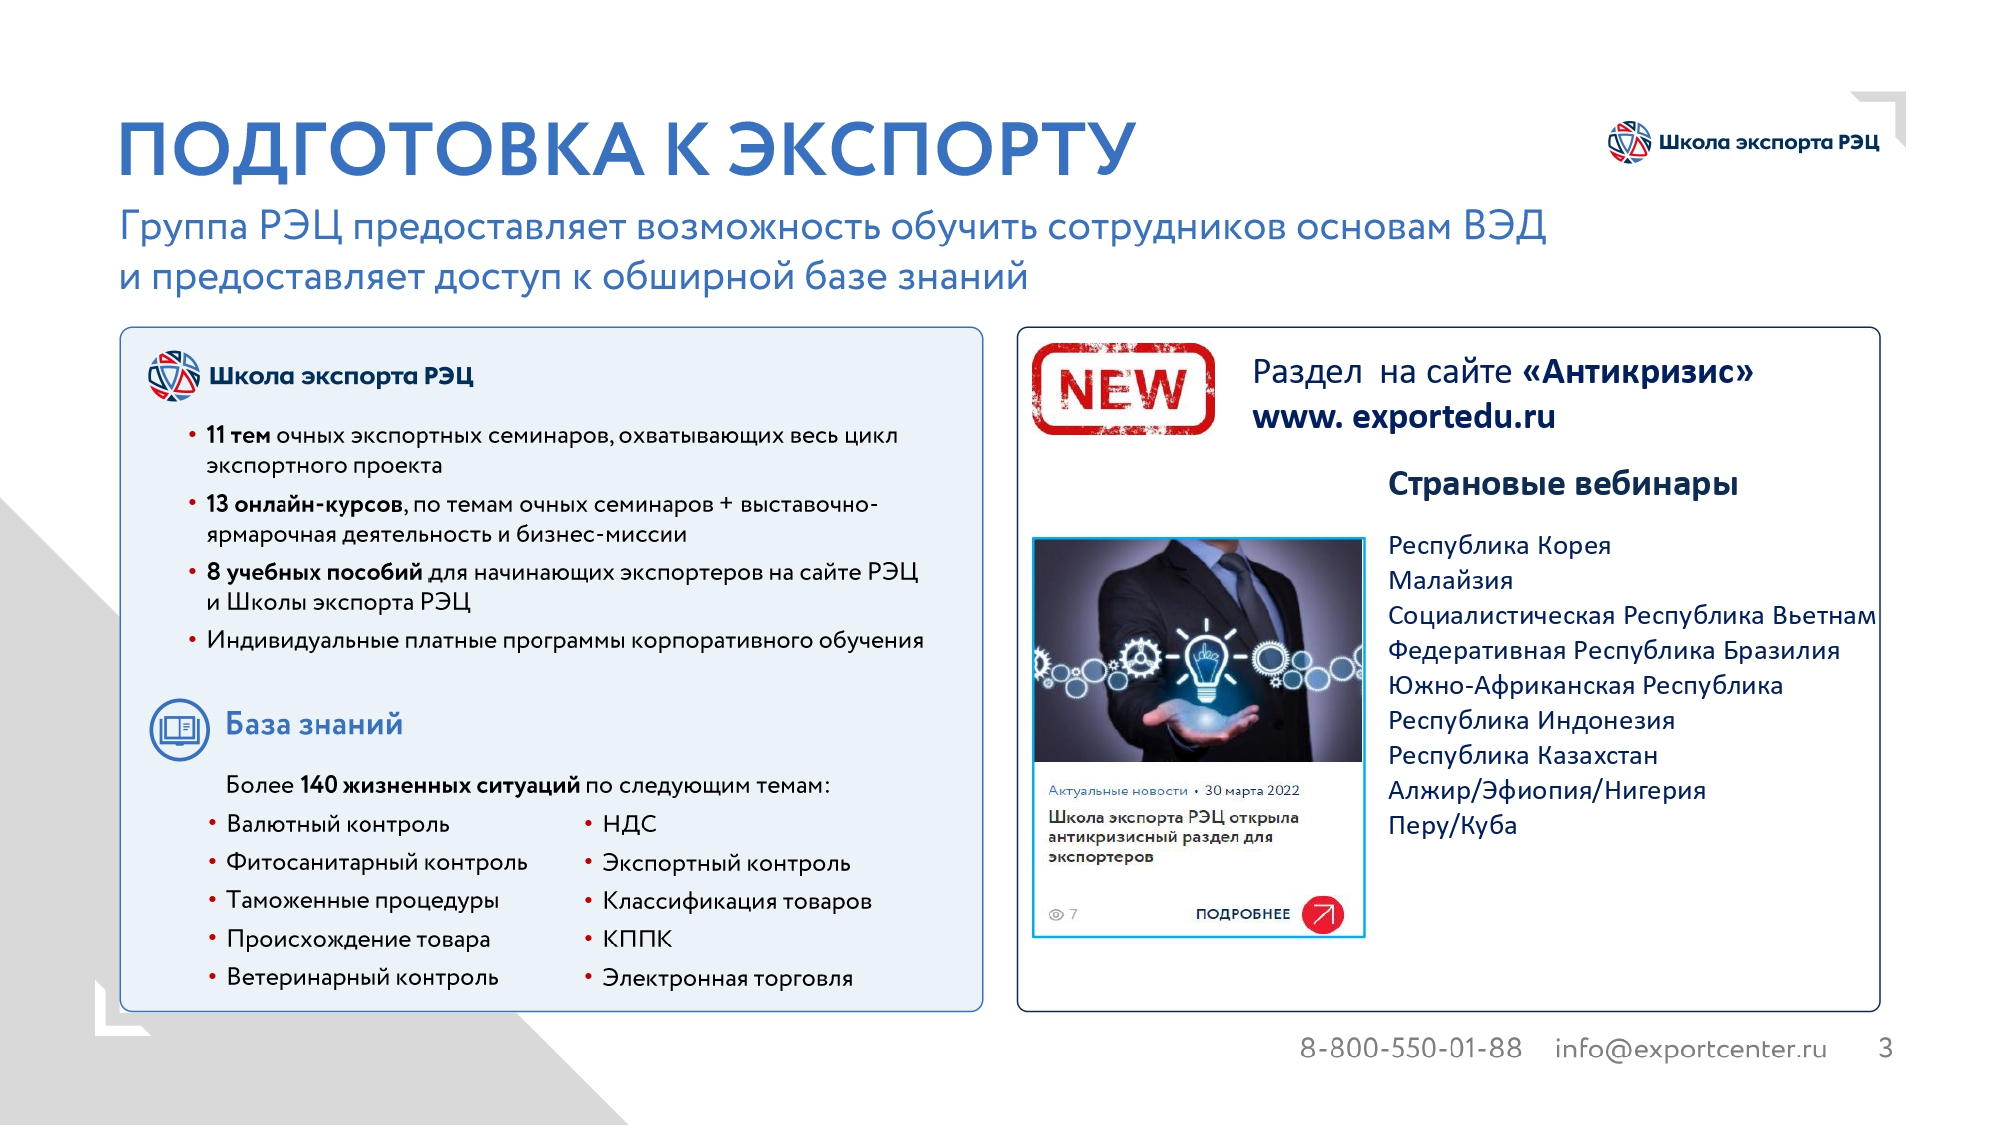 ПОДГОТОВКА К ЭКСПОРТУ
Школа экспорта РЭЦ
Группа РЭЦ предоставляет возможность обучить сотрудников основам ВЭД
и предоставляет доступ к обширной базе знаний
Школа экспорта РЭЦ
• 11 тем очных экспортных семинаров, охватывающих весь цикл
экспортного проекта
• 13 онлайн-курсов, по темам очных семинаров + выставочно-
ярмарочная деятельность и бизнес-миссии
• 8 учебных пособий для начинающих экспортеров на сайте РЭЦ
и Школы экспорта РЭЦ
• Индивидуальные платные программы корпоративного обучения
База знаний
Более 140 жизненных ситуаций по следующим темам:
• Валютный контроль
• Фитосанитарный контроль
• Таможенные процедуры
• Происхождение товара
• Ветеринарный контроль
• НДС
• Экспортный контроль
• Классификация товаров
• КППК
• Электронная торговля
NEW
Раздел на сайте «Антикризис»
www. exportedu.ru
Страновые вебинары
idea
Актуальные новости • 30 марта 2022
Школа экспорта РЭЦ открыла
антикризисный раздел для
экспортеров
7
ПОДРОБНЕЕ
Республика Корея
Малайзия
Социалистическая Республика Вьетнам
Федеративная Республика Бразилия
Южно-Африканская Республика
Республика Индонезия
Республика Казахстан
Алжир/Эфиопия/Нигерия
Перу/Куба
8-800-550-01-88 info@exportcenter.ru 3